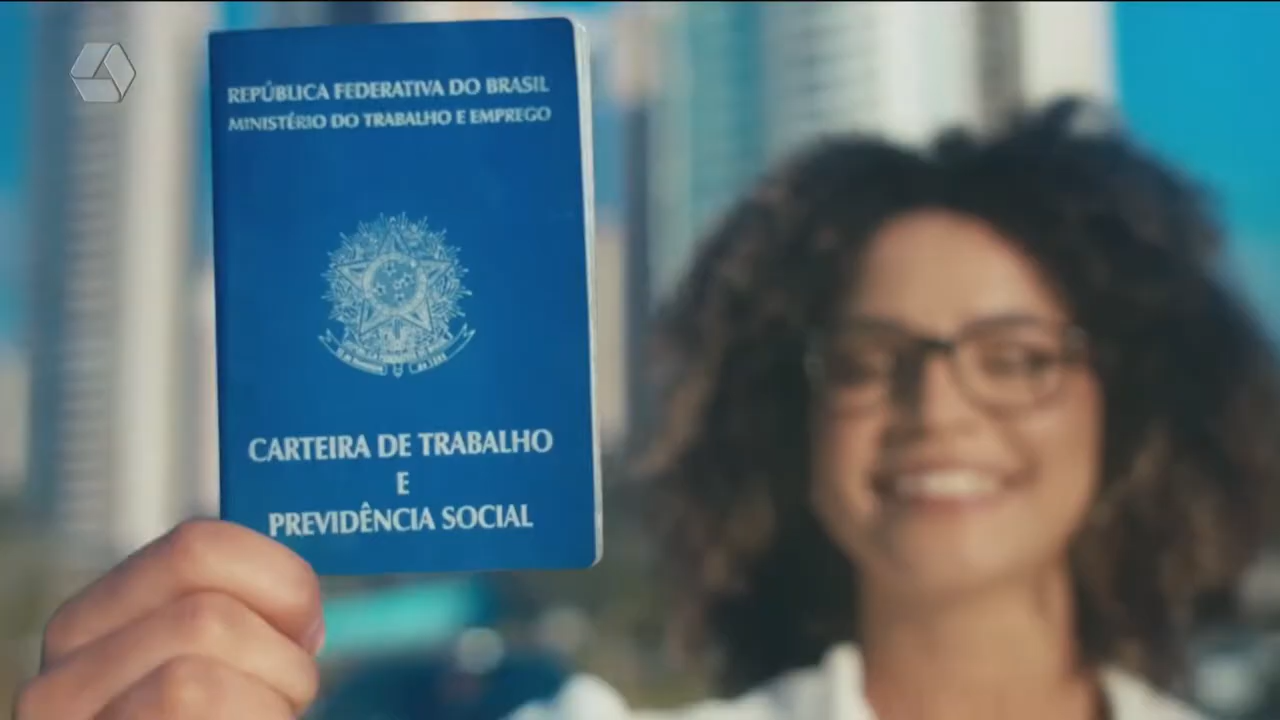 REPÚBLICA FEDERATIVA DO BRASIL
MINISTÉRIO DO TRABALHO E EMPREGO
CARTEIRA DE TRABALHO
E
PREVIDÊNCIA SOCIAL